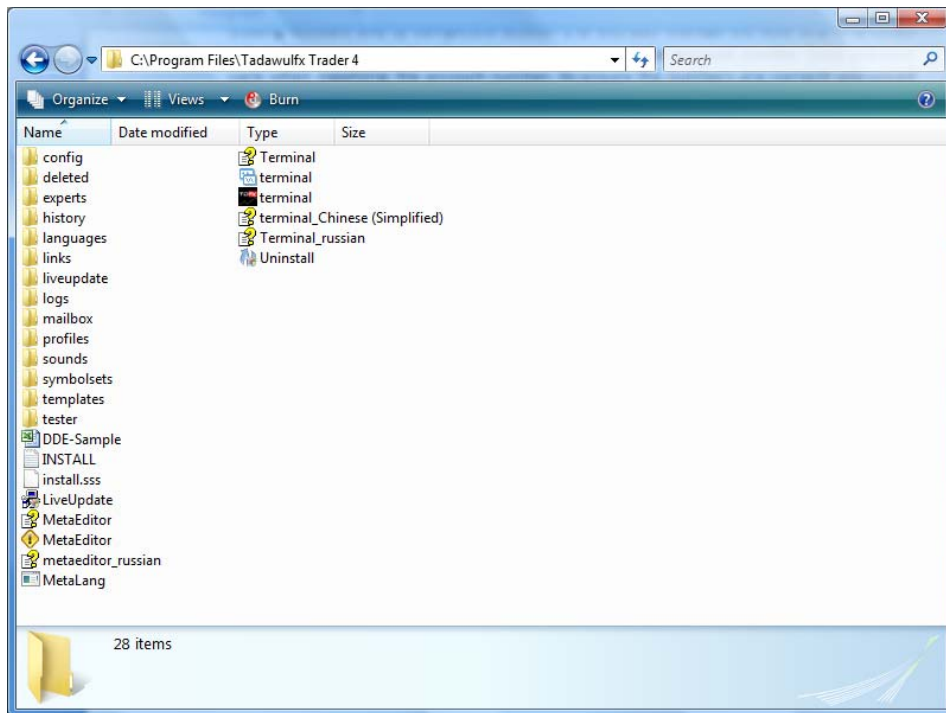 C:\Program Files\Tadawulfx Trader 4
Search
Organize Views Burn
Name Date modified Type Size
config
deleted
experts
history
languages
links
liveupdate
logs
mailbox
profiles
sounds
symbolsets
templates
tester
DDE-Sample
INSTALL
install.sss
LiveUpdate
MetaEditor
MetaEditor
metaeditor_russian
MetaLang
Terminal
terminal
terminal
terminal_Chinese (Simplified)
Terminal_russian
Uninstall
28 items